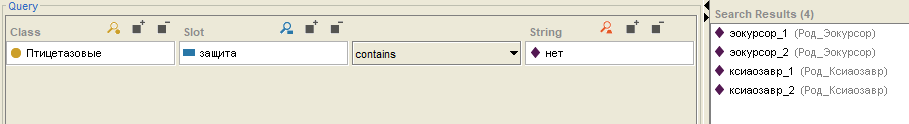 Query
Class Slot String
Птицетазовые защита contains нет
Search Results (4)
эокурсор_1 (Род_Эокурсор)
эокурсор_2 (Род_Эокурсор)
ксиаозавр_1 (Род_Ксиаозавр)
ксиаозавр_2 (Род_Ксиаозавр)